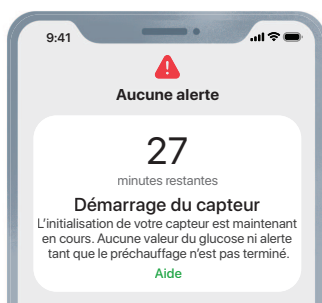 9:41
Aucune alerte
27
minutes restantes
Démarrage du capteur
L'initialisation de votre capteur est maintenant
en cours. Aucune valeur du glucose ni alerte
tant que le préchauffage n'est pas terminé.
Aide